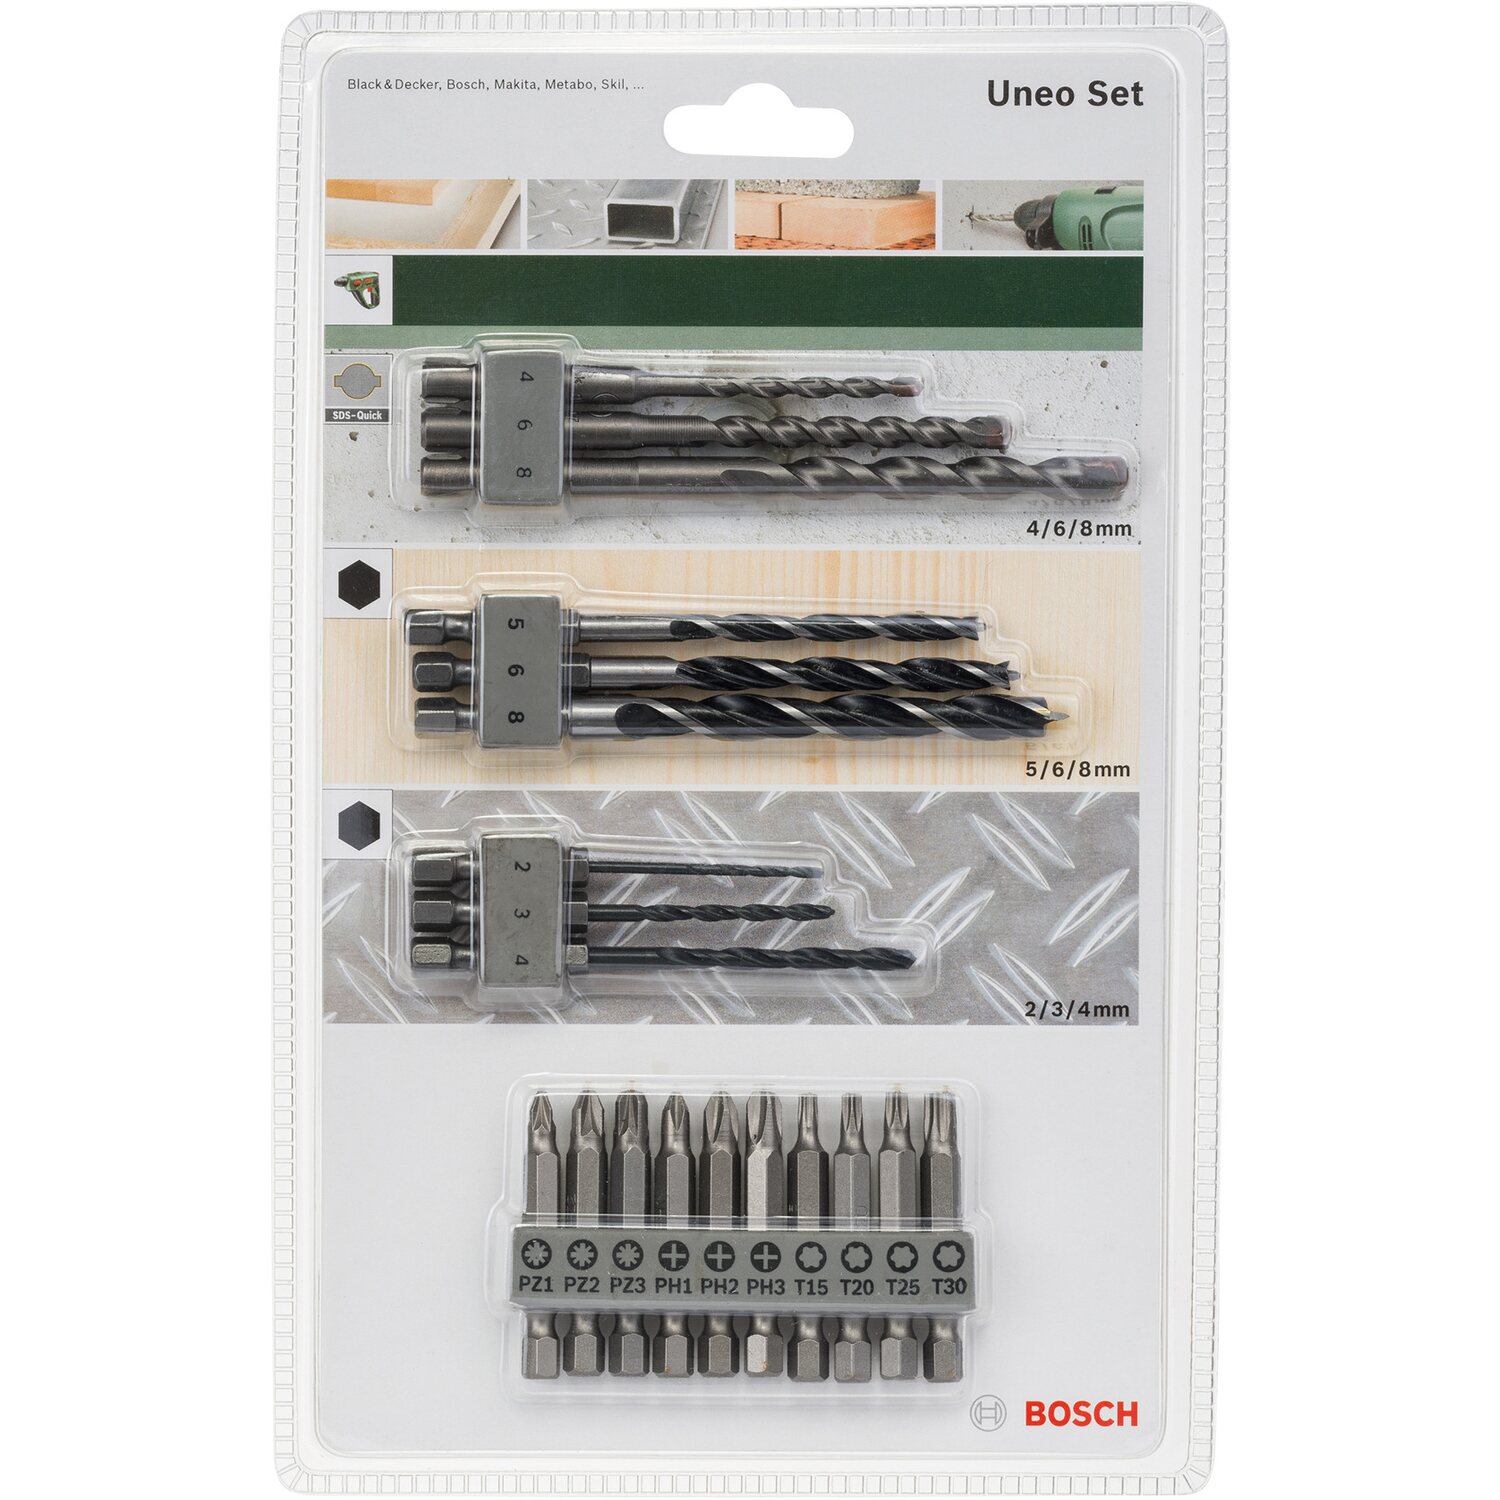 Black & Decker, Bosch, Makita, Metabo, Skil, ...
Uneo Set
SDS-Quick
4
6
8
4/6/8mm
5
6
8
5/6/8mm
2
3
4
2/3/4mm
PZ1 PZ2 PZ3 PH1 PH2 PH3 T15 T20 T25 T30
BOSCH